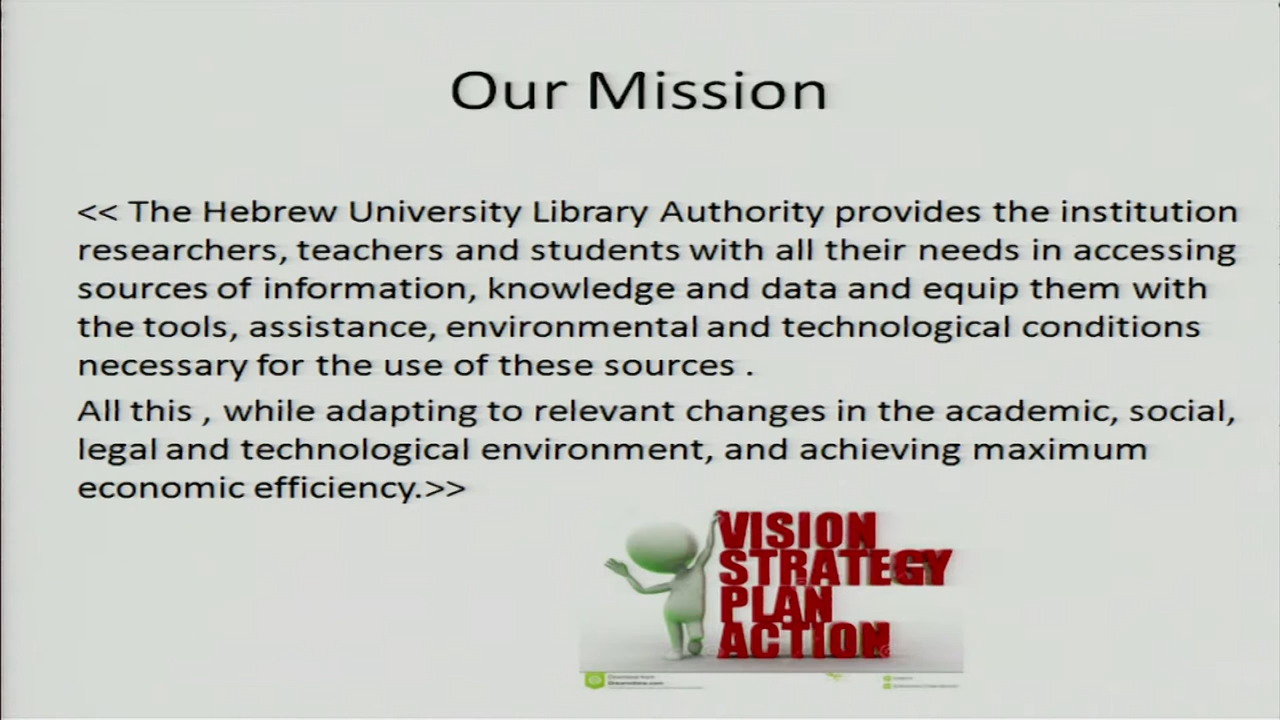 Our Mission
<< The Hebrew University Library Authority provides the institution
researchers, teachers and students with all their needs in accessing
sources of information, knowledge and data and equip them with
the tools, assistance, environmental and technological conditions
necessary for the use of these sources .
All this , while adapting to relevant changes in the academic, social,
legal and technological environment, and achieving maximum
economic efficiency.>>
VISION
STRATEGY
PLAN
ACTION